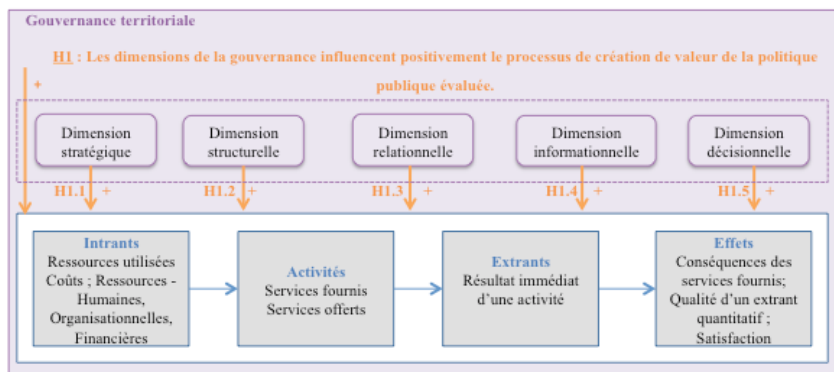 Gouvernance territoriale
H1 : Les dimensions de la gouvernance influencent positivement le processus de création de valeur de la politique
+
publique évaluée.
Dimension
stratégique
Dimension
structurelle
Dimension
relationnelle
Dimension
informationnelle
Dimension
décisionnelle
H1.1 +
H1.2 +
H1.3 +
H1.4 +
H1.5 +
Intrants
Ressources utilisées
Coûts ; Ressources -
Humaines,
Organisationnelles,
Financières
Activités
Services fournis
Services offerts
Extrants
Résultat immédiat
d'une activité
Effets
Conséquences des
services fournis;
Qualité d'un extrant
quantitatif ;
Satisfaction